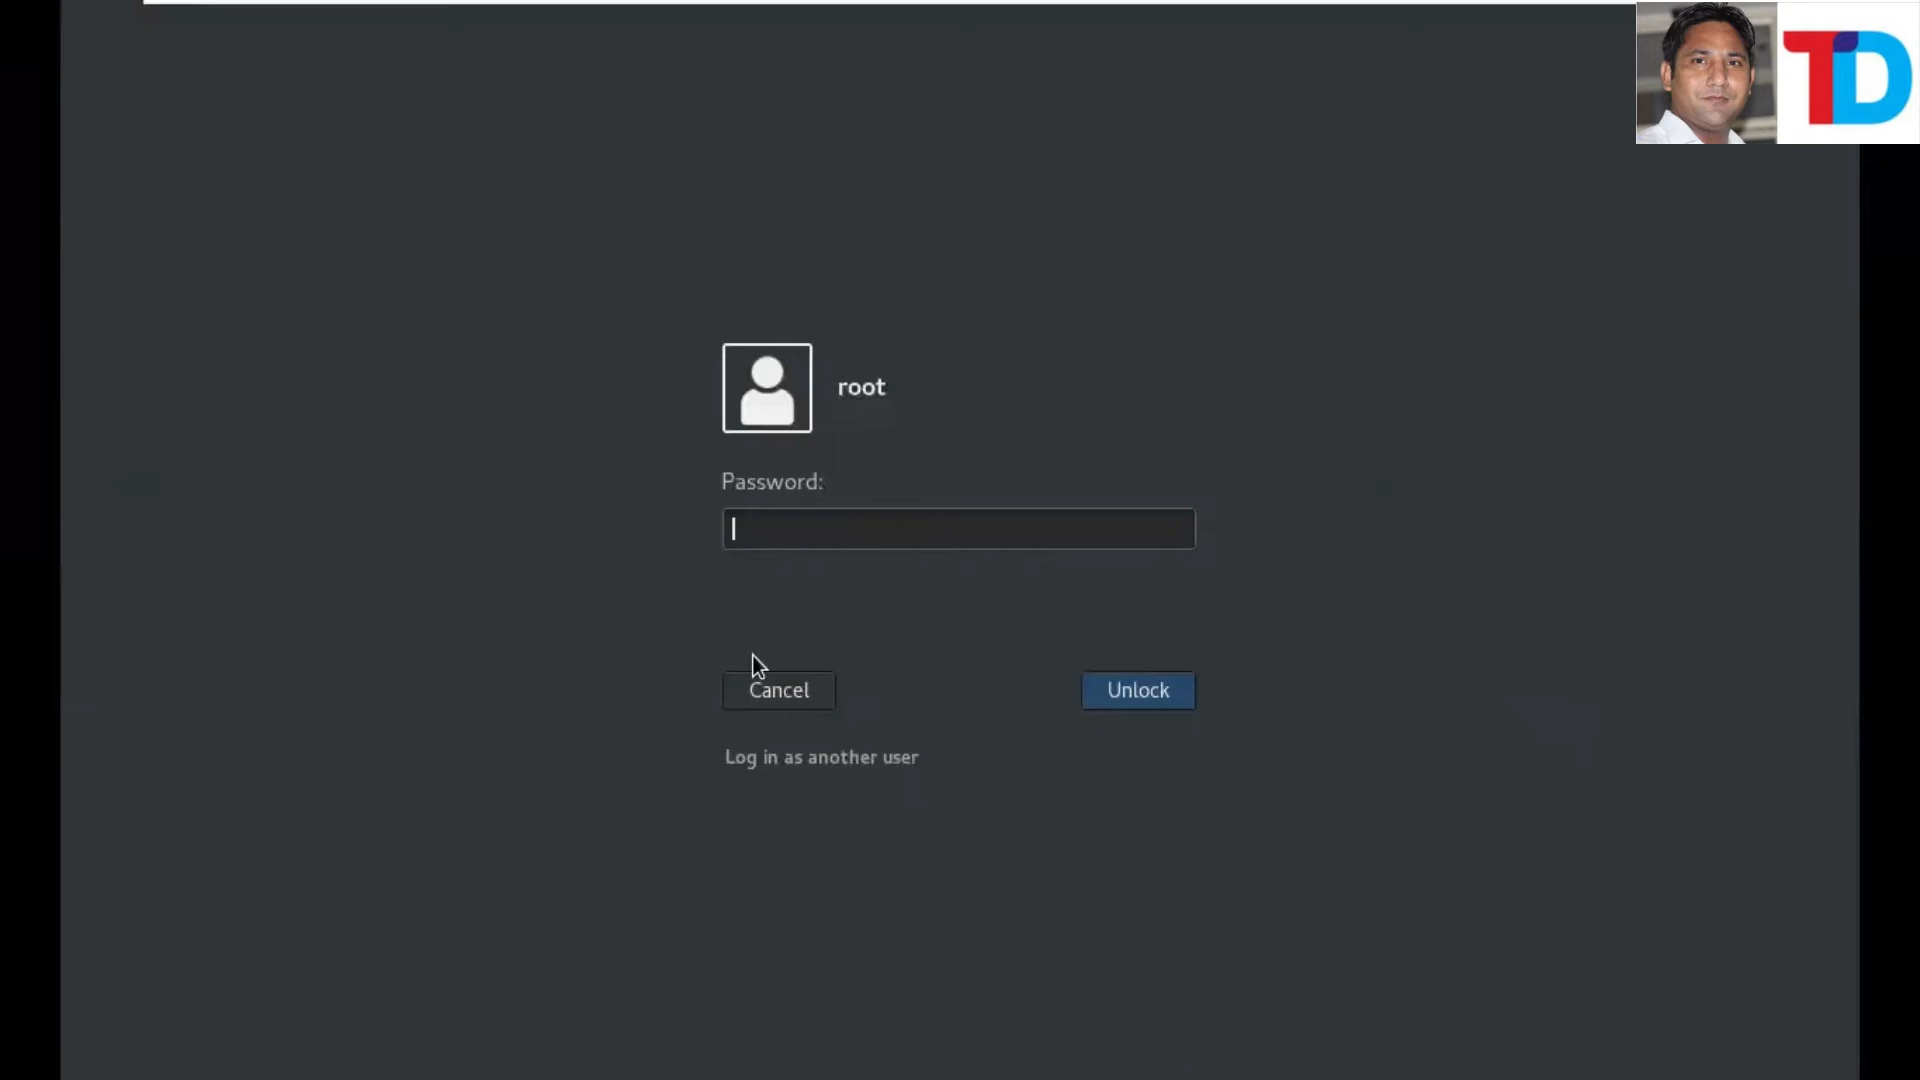 TD
root
Password:
Cancel
Unlock
Log in as another user